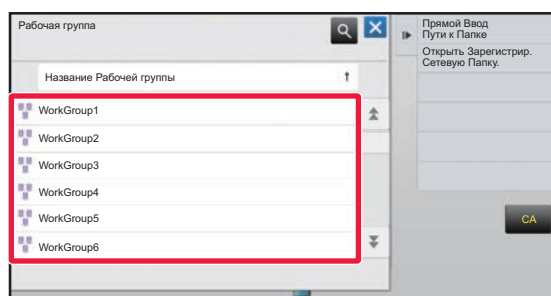 Рабочая группа
Название Рабочей группы
WorkGroup1
WorkGroup2
WorkGroup3
WorkGroup4
WorkGroup5
WorkGroup6
Прямой Ввод
Пути к Папке
Открыть Зарегистрир.
Сетевую Папку.
CA